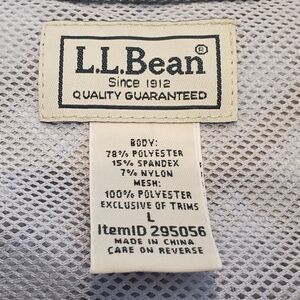 L.L.Bean®
Since 1912
QUALITY GUARANTEED
BODY:
78% POLYESTER
15% SPANDEX
7% NYLON
MESH:
100% POLYESTER
EXCLUSIVE OF TRIMS
L
ItemID 295056
MADE IN CHINA
CARE ON REVERSE